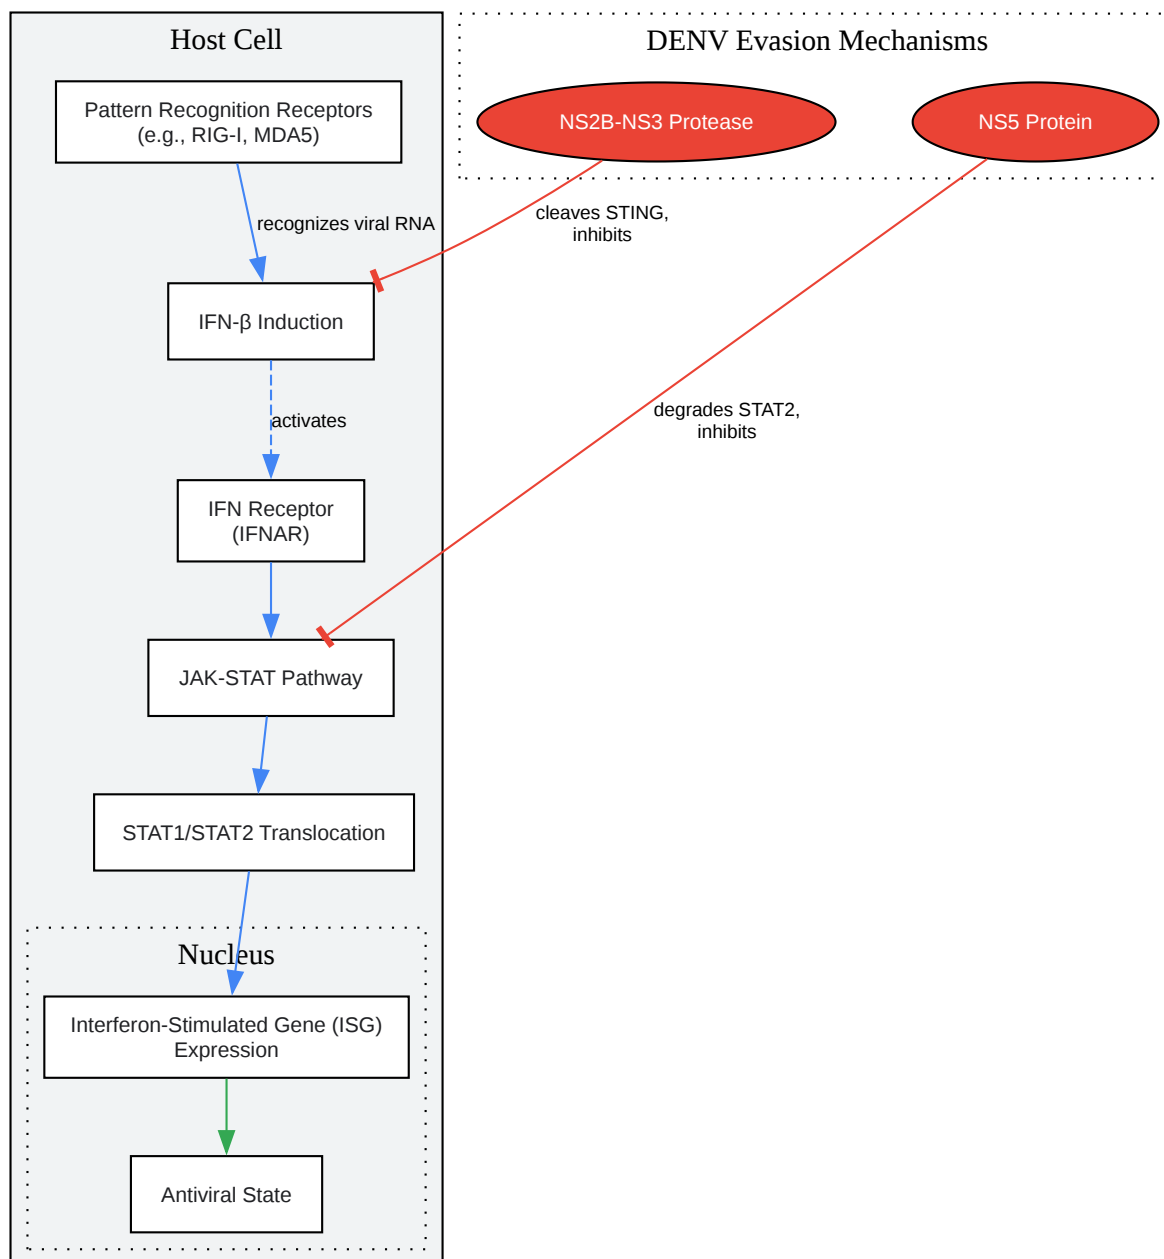 Host Cell
DENV Evasion Mechanisms
Pattern Recognition Receptors
(e.g., RIG-I, MDA5)
NS2B-NS3 Protease
NS5 Protein
recognizes viral RNA
cleaves STING,
inhibits
IFN-β Induction
activates
degrades STAT2,
inhibits
IFN Receptor
(IFNAR)
JAK-STAT Pathway
STAT1/STAT2 Translocation
Nucleus
Interferon-Stimulated Gene (ISG)
Expression
Antiviral State